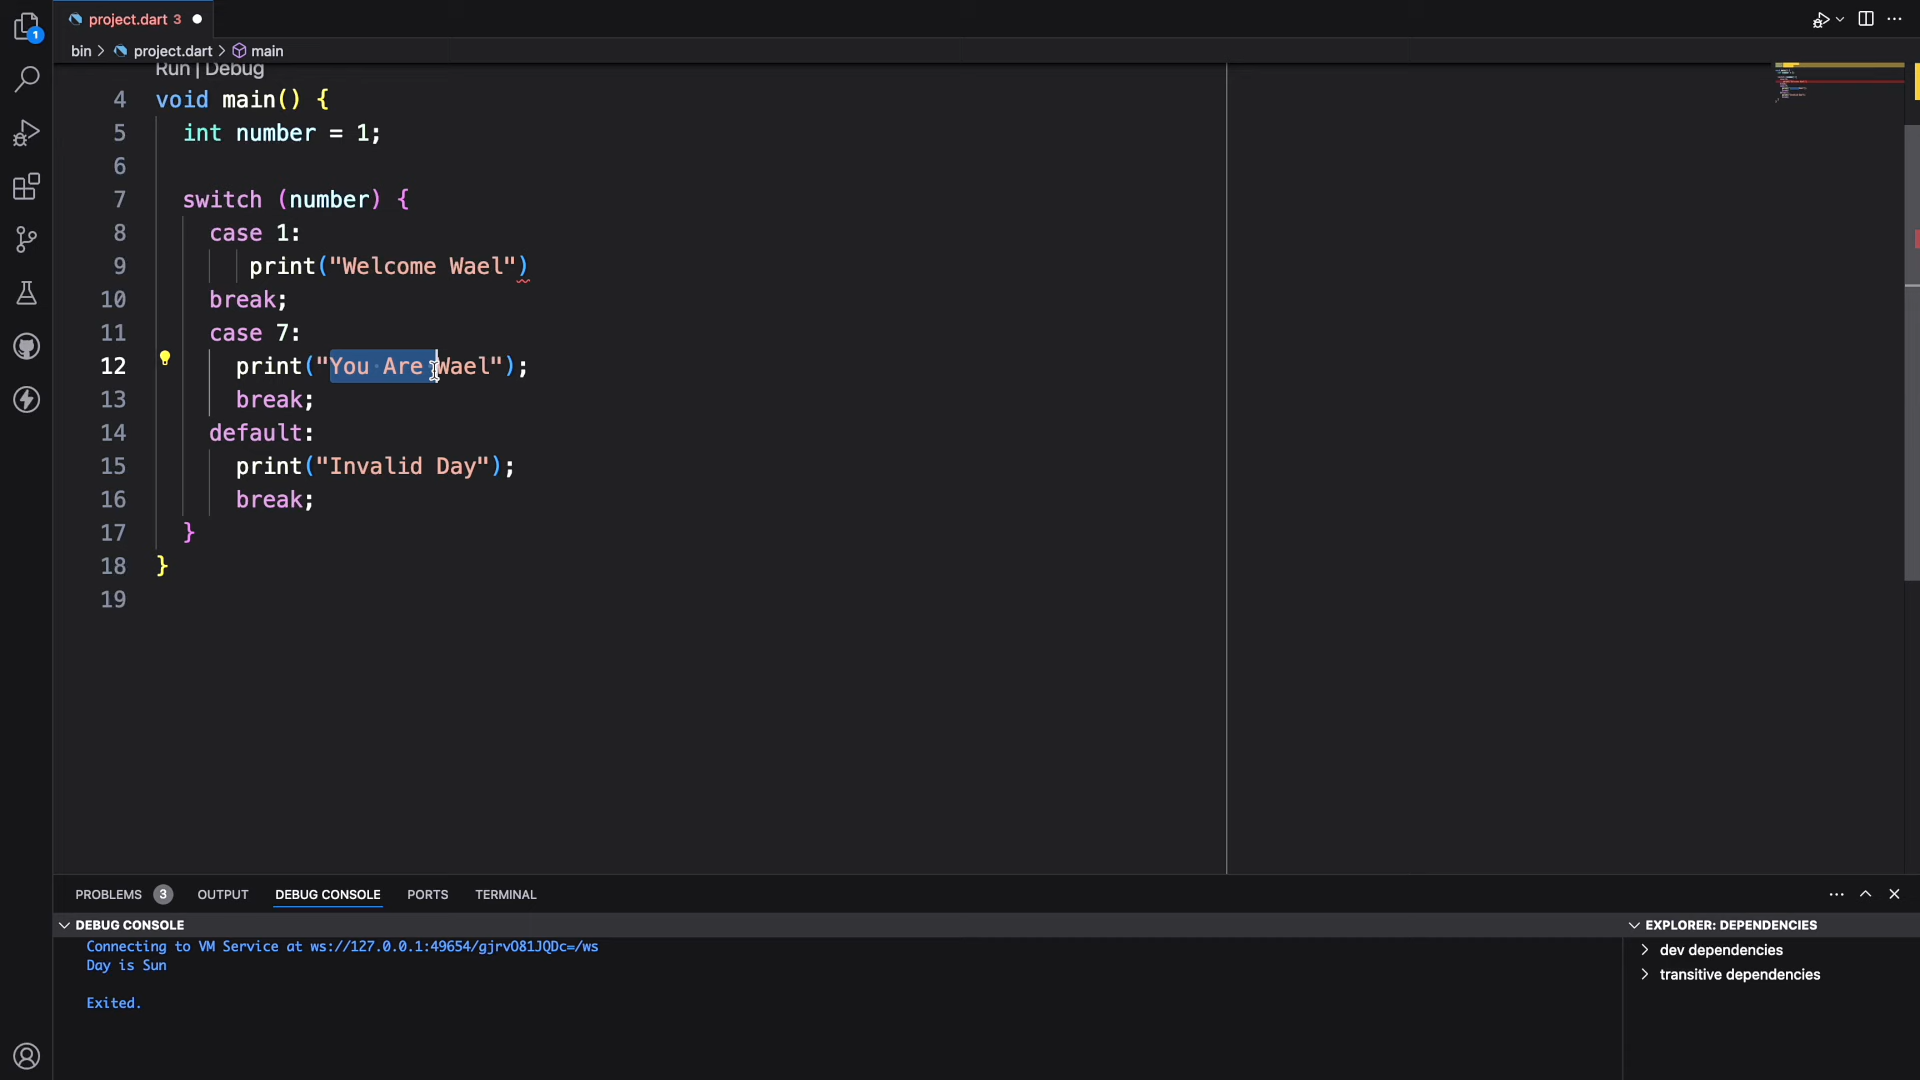 1
project.dart 3
bin > project.dart > main
Run | Debug
4 void main() {
5 int number = 1;
6
7 switch (number) {
8 case 1:
9 print("Welcome Wael")
10 break;
11 case 7:
12 print("You Are Wael");
13 break;
14 default:
15 print("Invalid Day");
16 break;
17 }
18 }
19
PROBLEMS 3 OUTPUT DEBUG CONSOLE PORTS TERMINAL
DEBUG CONSOLE
Connecting to VM Service at ws://127.0.0.1:49654/gjrvO81JQDc=/ws
Day is Sun
Exited.
EXPLORER: DEPENDENCIES
dev dependencies
transitive dependencies